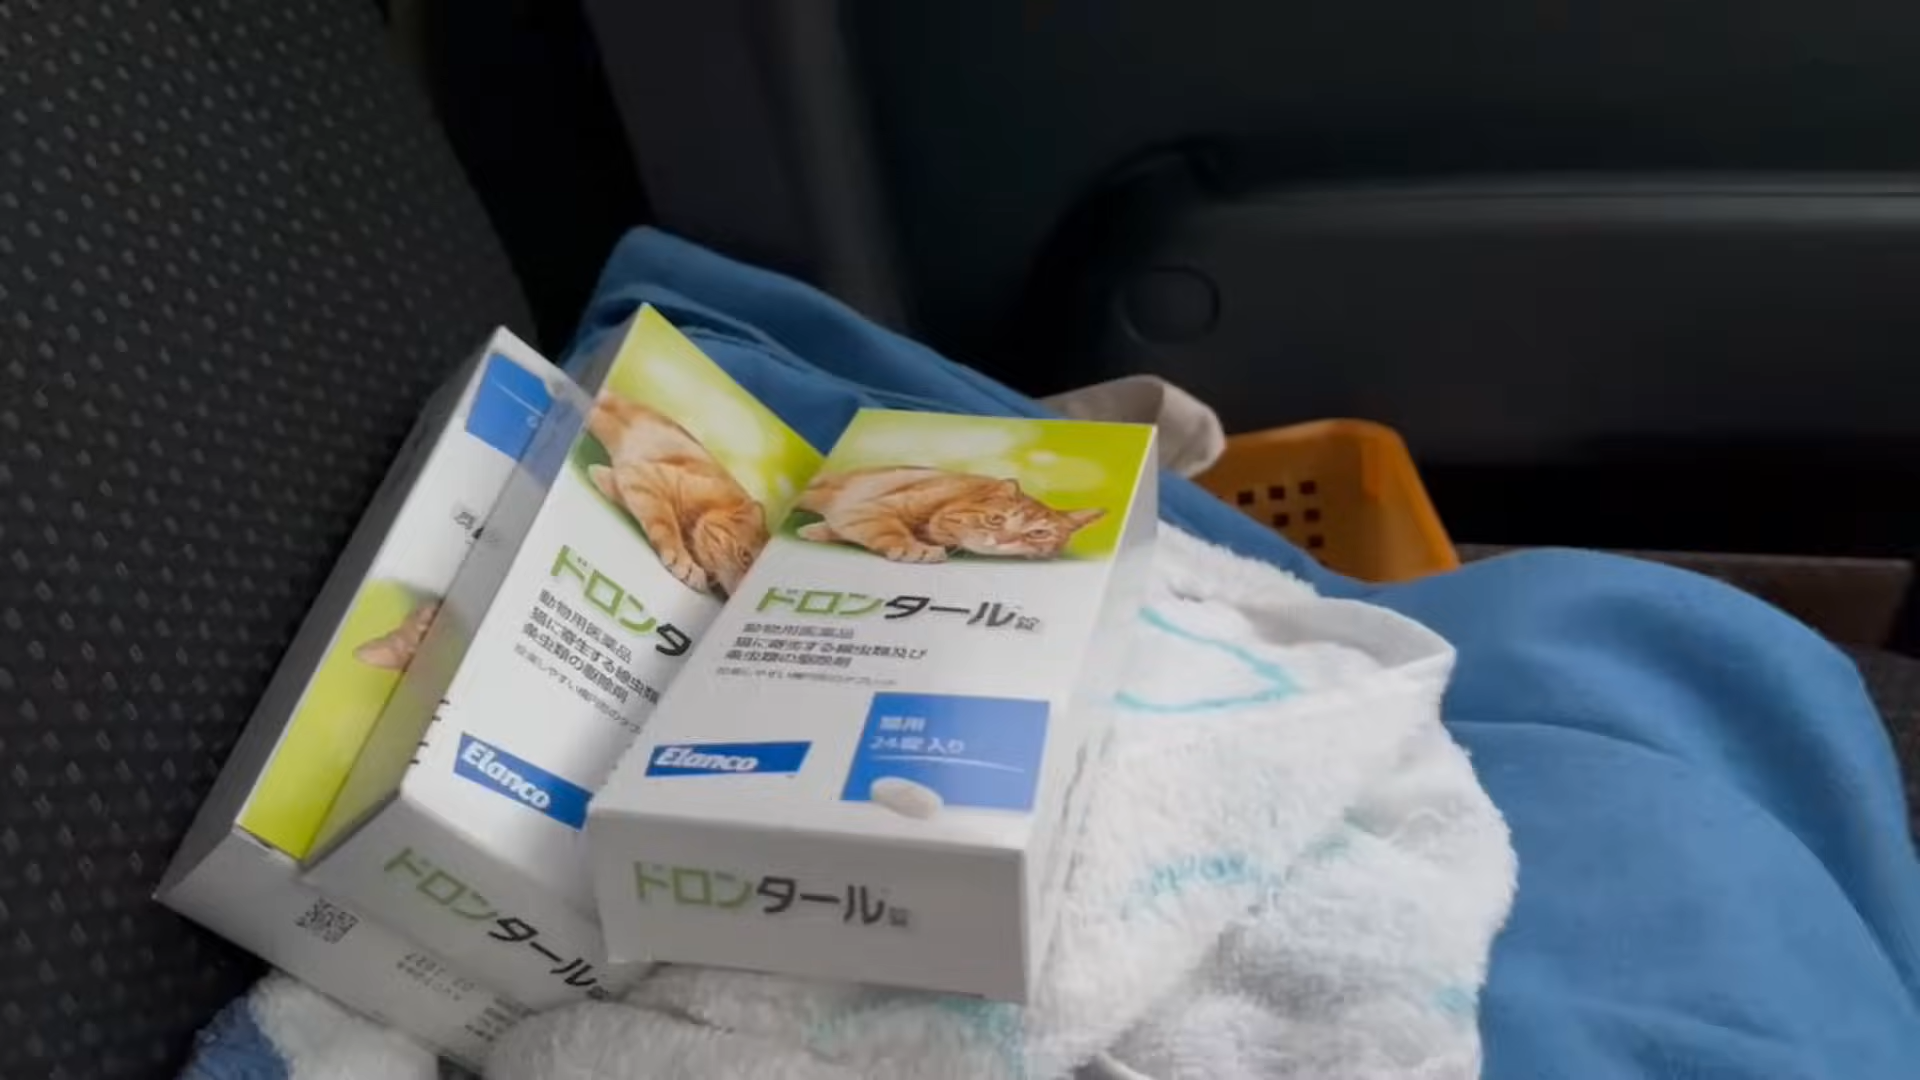 ドロンタール錠
動物用医薬品
猫に寄生する線虫類及び
条虫類の駆除剤
Elanco
猫用
24錠入り
ドロンタール錠
ドロンタ
動物用医薬品
猫に寄生する線虫類
条虫類の駆除剤
Elanco
ドロンタール錠